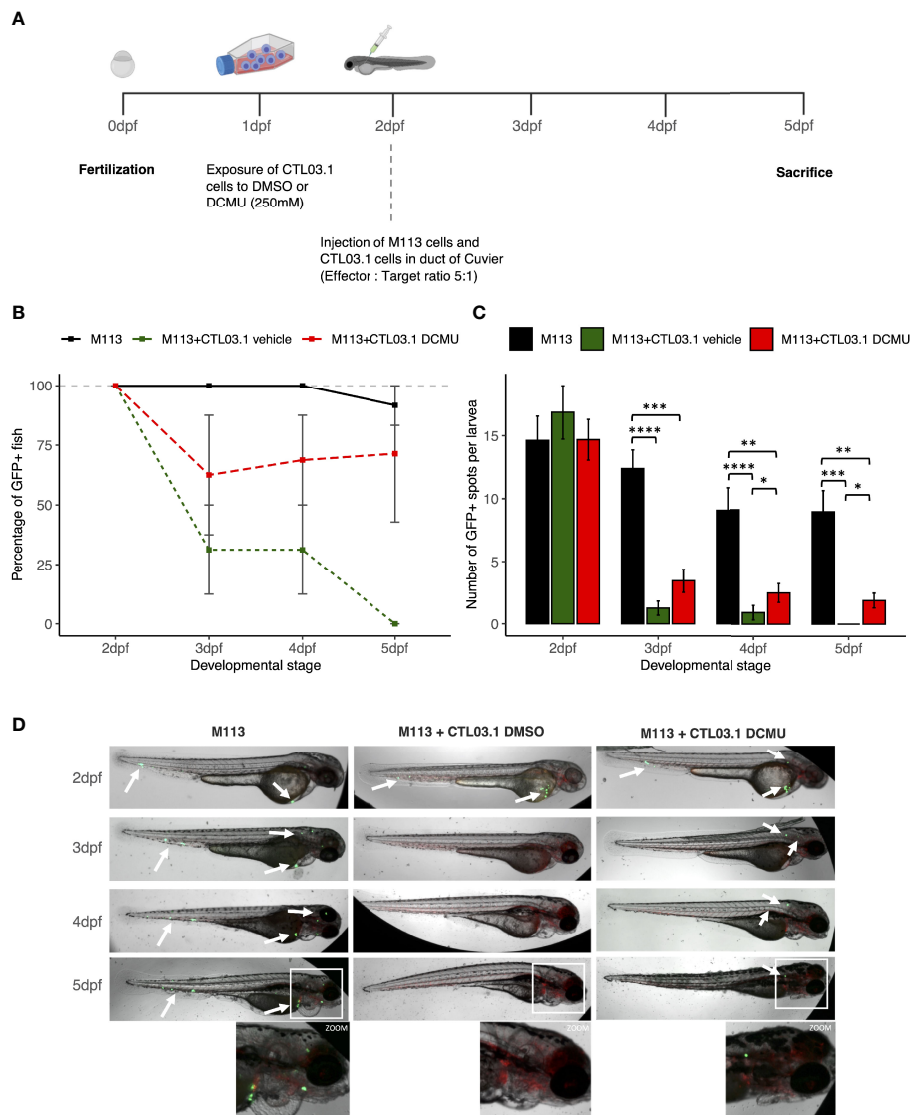 A
0dpf 1dpf 2dpf 3dpf 4dpf 5dpf
Fertilization
Exposure of CTL03.1
cells to DMSO or
DCMU (250mM)
Sacrifice
Injection of M113 cells and
CTL03.1 cells in duct of Cuvier
(Effector : Target ratio 5:1)
B
M113 M113+CTL03.1 vehicle M113+CTL03.1 DCMU
Percentage of GFP+ fish
100
75
50
25
0
2dpf 3dpf 4dpf 5dpf
Developmental stage
C
M113 M113+CTL03.1 vehicle M113+CTL03.1 DCMU
Number of GFP+ spots per larvea
15
10
5
0
*** 
****
**
****
*
**
***
*
2dpf 3dpf 4dpf 5dpf
Developmental stage
D
M113 M113 + CTL03.1 DMSO M113 + CTL03.1 DCMU
2dpf
3dpf
4dpf
5dpf
ZOOM ZOOM ZOOM